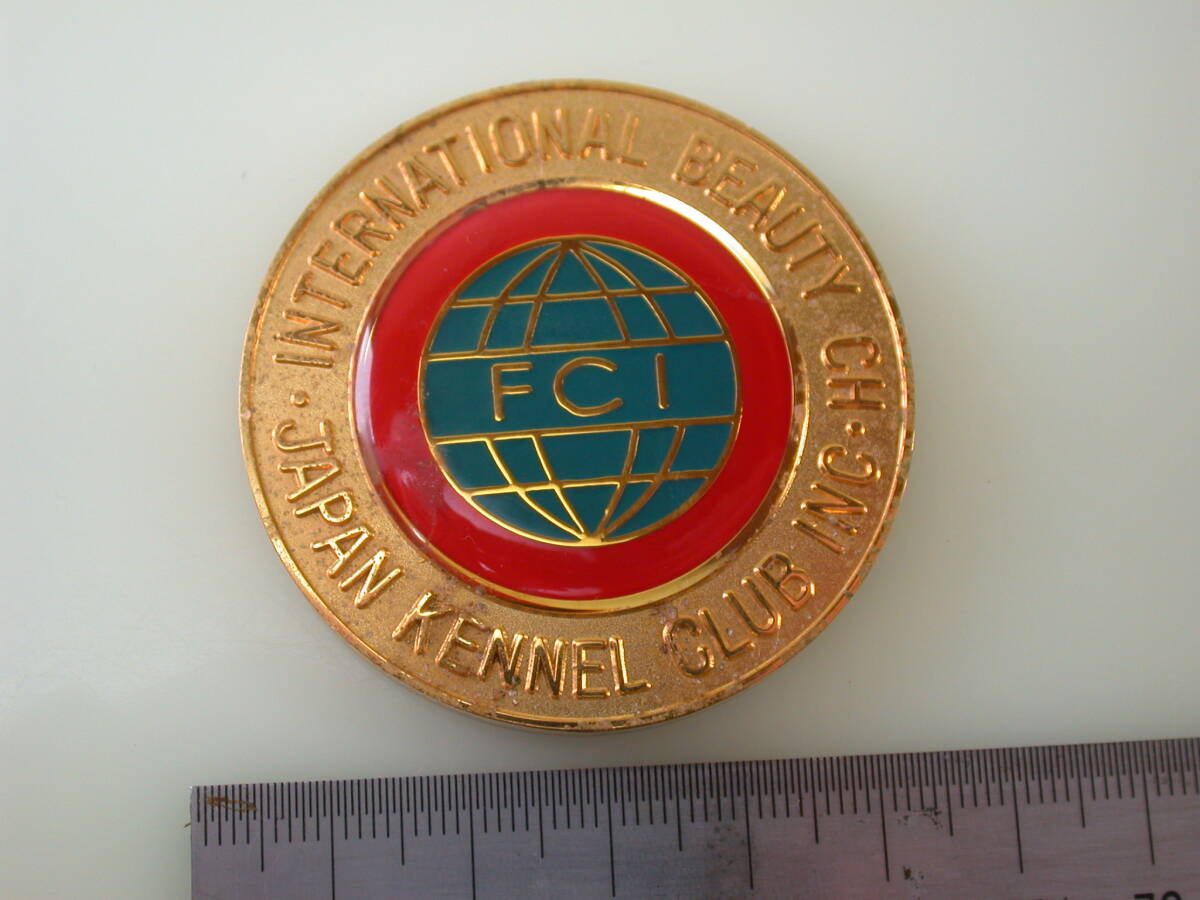 INTERNATIONAL BEAUTY CH
FCI
· JAPAN KENNEL CLUB INC ·